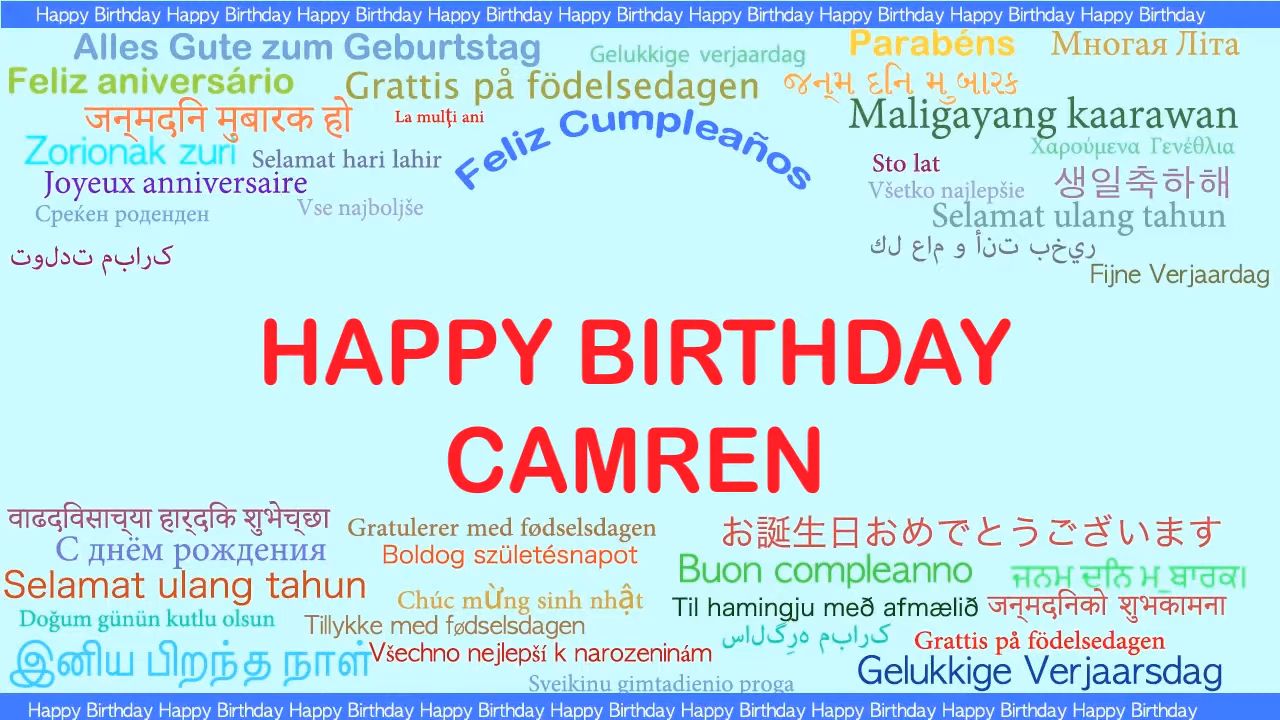 Happy Birthday Happy Birthday Happy Birthday Happy Birthday Happy Birthday Happy Birthday Happy Birthday Happy Birthday Happy Birthday
Alles Gute zum Geburtstag
Gelukkige verjaardag
Parabéns
Многая Літа
Feliz aniversário
Grattis på födelsedagen
જન્મ દિન મુબારક
जन्मदिन मुबारक हो
La mulţi ani
Feliz Cumpleaños
Maligayang kaarawan
Zorionak zuri
Selamat hari lahir
Χαρούμενα Γενέθλια
Sto lat
Joyeux anniversaire
Všetko najlepšie
생일축하해
Среќен роденден
Vse najboljše
Selamat ulang tahun
تولدت مبارک
كل عام و أنت بخير
Fijne Verjaardag
HAPPY BIRTHDAY
CAMREN
वाढदिवसाच्या हार्दिक शुभेच्छा
Gratulerer med fødselsdagen
お誕生日おめでとうございます
С днём рождения
Boldog születésnapot
Buon compleanno
ਜਨਮ ਦਿਨ ਮੁਬਾਰਕ।
Selamat ulang tahun
Chúc mừng sinh nhật
Til hamingju með afmælið
जन्मदिनको शुभकामना
Doğum günün kutlu olsun
Tillykke med fødselsdagen
سالگرہ مبارک
Grattis på födelsedagen
இனிய பிறந்த நாள்
Všechno nejlepší k narozeninám
Gelukkige Verjaarsdag
Sveikinu gimtadienio proga
Happy Birthday Happy Birthday Happy Birthday Happy Birthday Happy Birthday Happy Birthday Happy Birthday Happy Birthday Happy Birthday